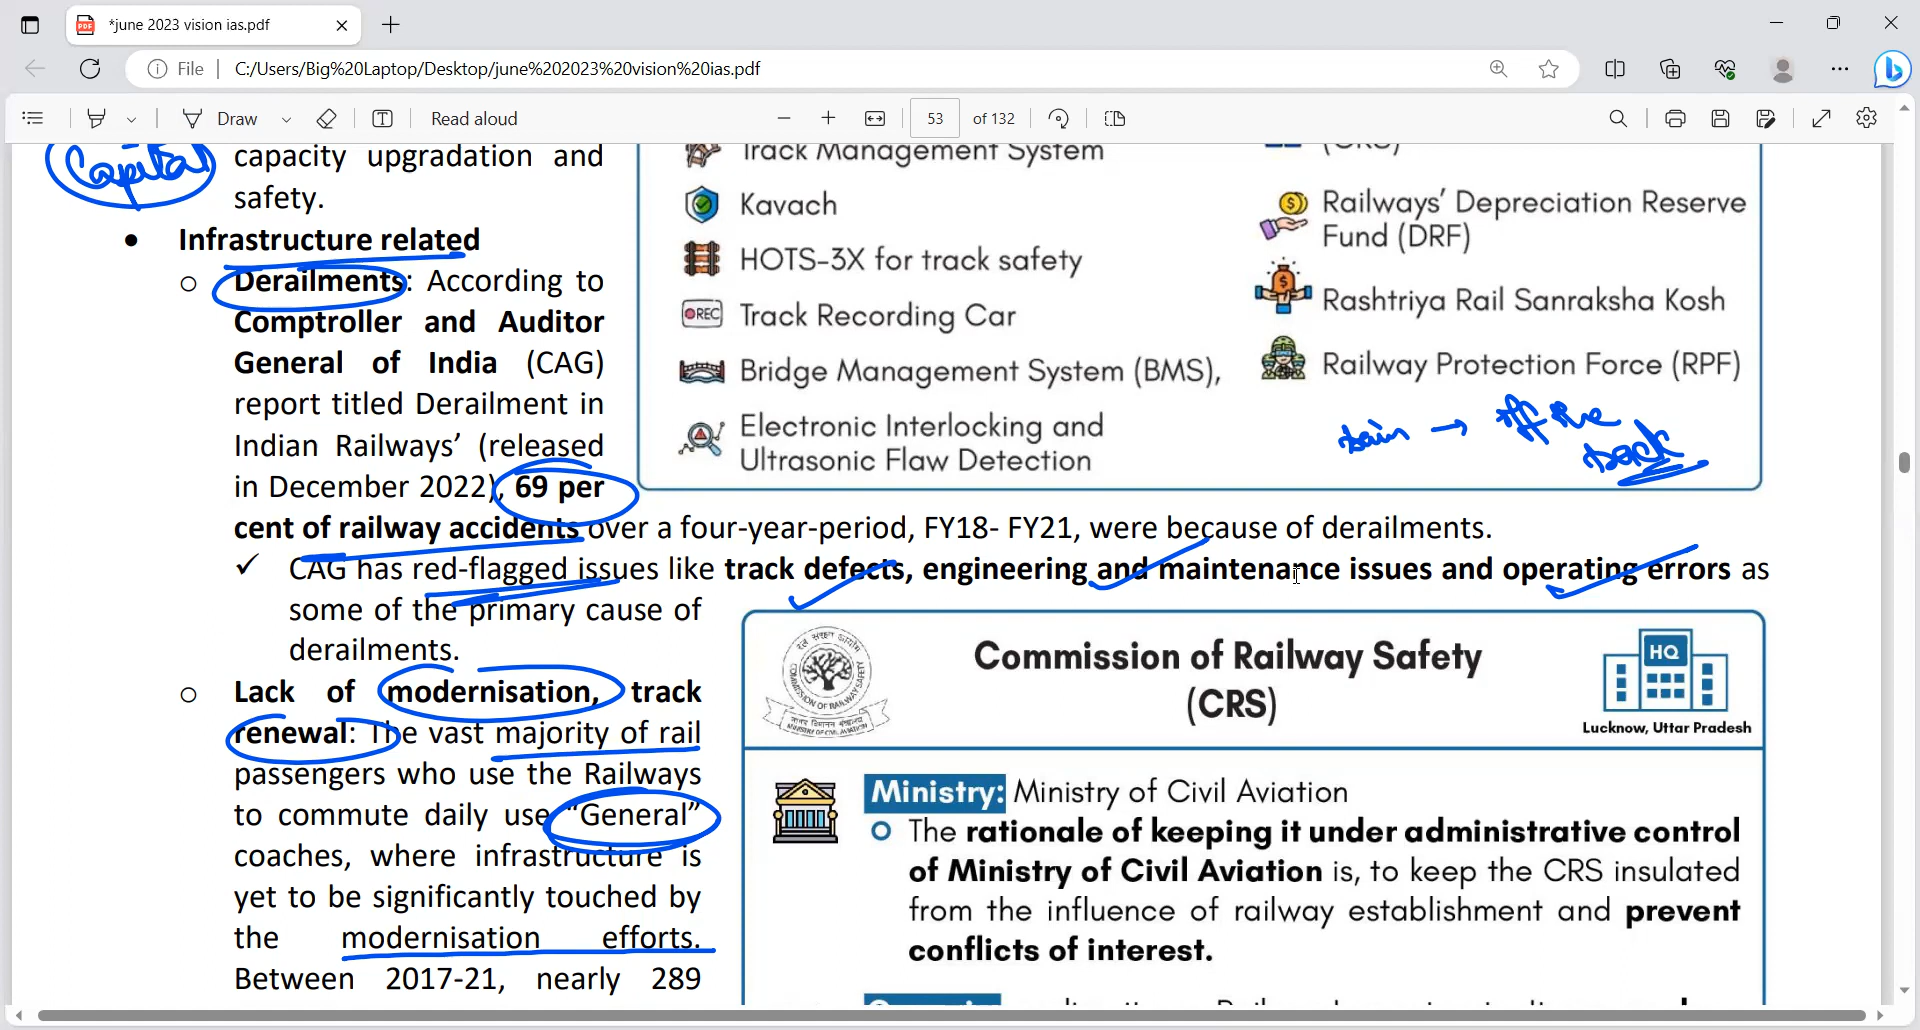 *june 2023 vision ias.pdf
File
C:/Users/Big%20Laptop/Desktop/june%202023%20vision%20ias.pdf
Draw
Read aloud
53 of 132
Capital
capacity upgradation and
safety.
• Infrastructure related
o Derailments: According to
Comptroller and Auditor
General of India (CAG)
report titled Derailment in
Indian Railways’ (released
in December 2022), 69 per
cent of railway accidents over a four-year-period, FY18- FY21, were because of derailments.
✓ CAG has red-flagged issues like track defects, engineering and maintenance issues and operating errors as
some of the primary cause of
derailments.
o Lack of modernisation, track
renewal: The vast majority of rail
passengers who use the Railways
to commute daily use “General”
coaches, where infrastructure is
yet to be significantly touched by
the modernisation efforts.
Between 2017-21, nearly 289
Track Management System
Kavach
HOTS-3X for track safety
REC
Track Recording Car
Bridge Management System (BMS),
Electronic Interlocking and
Ultrasonic Flaw Detection
(CRS)
Railways’ Depreciation Reserve
Fund (DRF)
Rashtriya Rail Sanraksha Kosh
Railway Protection Force (RPF)
train → off the
track
Commission of Railway Safety
(CRS)
HQ
Lucknow, Uttar Pradesh
Ministry: Ministry of Civil Aviation
The rationale of keeping it under administrative control
of Ministry of Civil Aviation is, to keep the CRS insulated
from the influence of railway establishment and prevent
conflicts of interest.